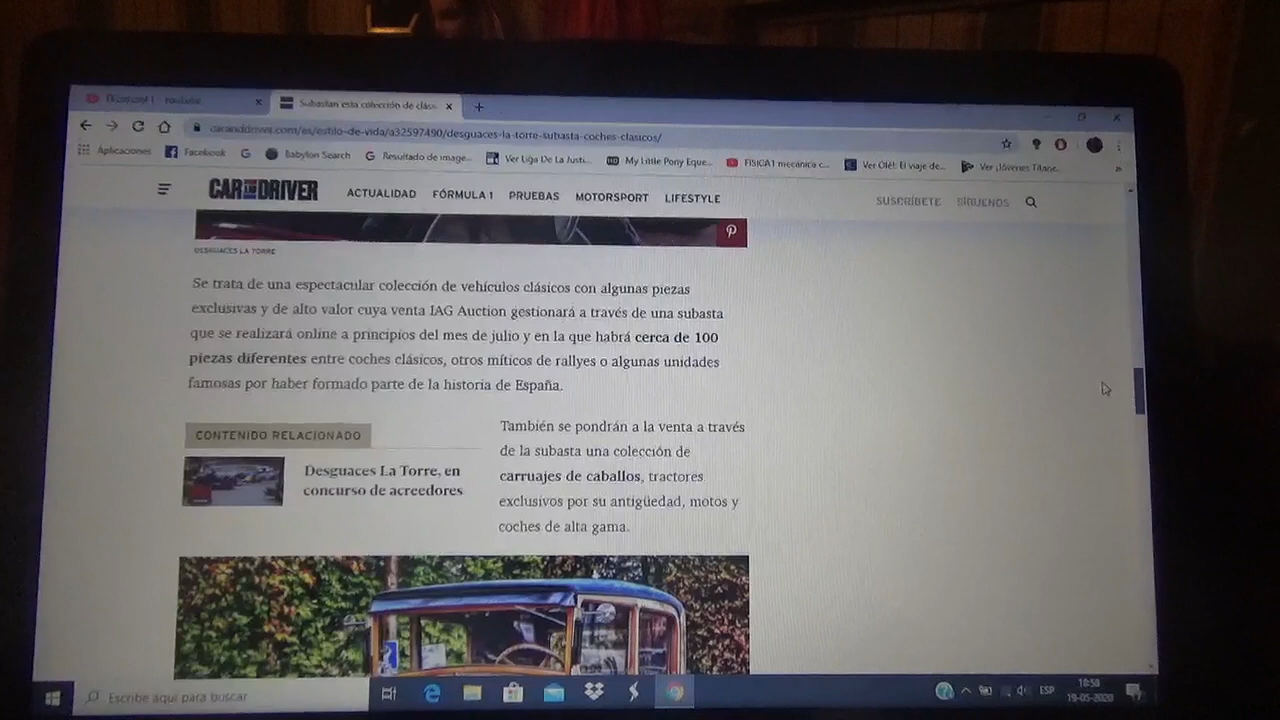 Subastan esta colección de clásic
caranddriver.com/es/estilo-de-vida/a32597490/desguaces-la-torre-subasta-coches-clasicos/
Aplicaciones Facebook Babylon Search Resultado de image... Ver Liga De La Justi... My Little Pony Eque... FISICA1 mecanica c... Ver Olé!: El viaje de... Ver ¡Jóvenes Titane...
CAR AND DRIVER ACTUALIDAD FÓRMULA 1 PRUEBAS MOTORSPORT LIFESTYLE SUSCRÍBETE SÍGUENOS
DESGUACES LA TORRE
Se trata de una espectacular colección de vehículos clásicos con algunas piezas
exclusivas y de alto valor cuya venta IAG Auction gestionará a través de una subasta
que se realizará online a principios del mes de julio y en la que habrá cerca de 100
piezas diferentes entre coches clásicos, otros míticos de rallyes o algunas unidades
famosas por haber formado parte de la historia de España.
CONTENIDO RELACIONADO
Desguaces La Torre, en
concurso de acreedores
También se pondrán a la venta a través
de la subasta una colección de
carruajes de caballos, tractores
exclusivos por su antigüedad, motos y
coches de alta gama.
Escribe aquí para buscar
ESP
18:58
19-05-2020